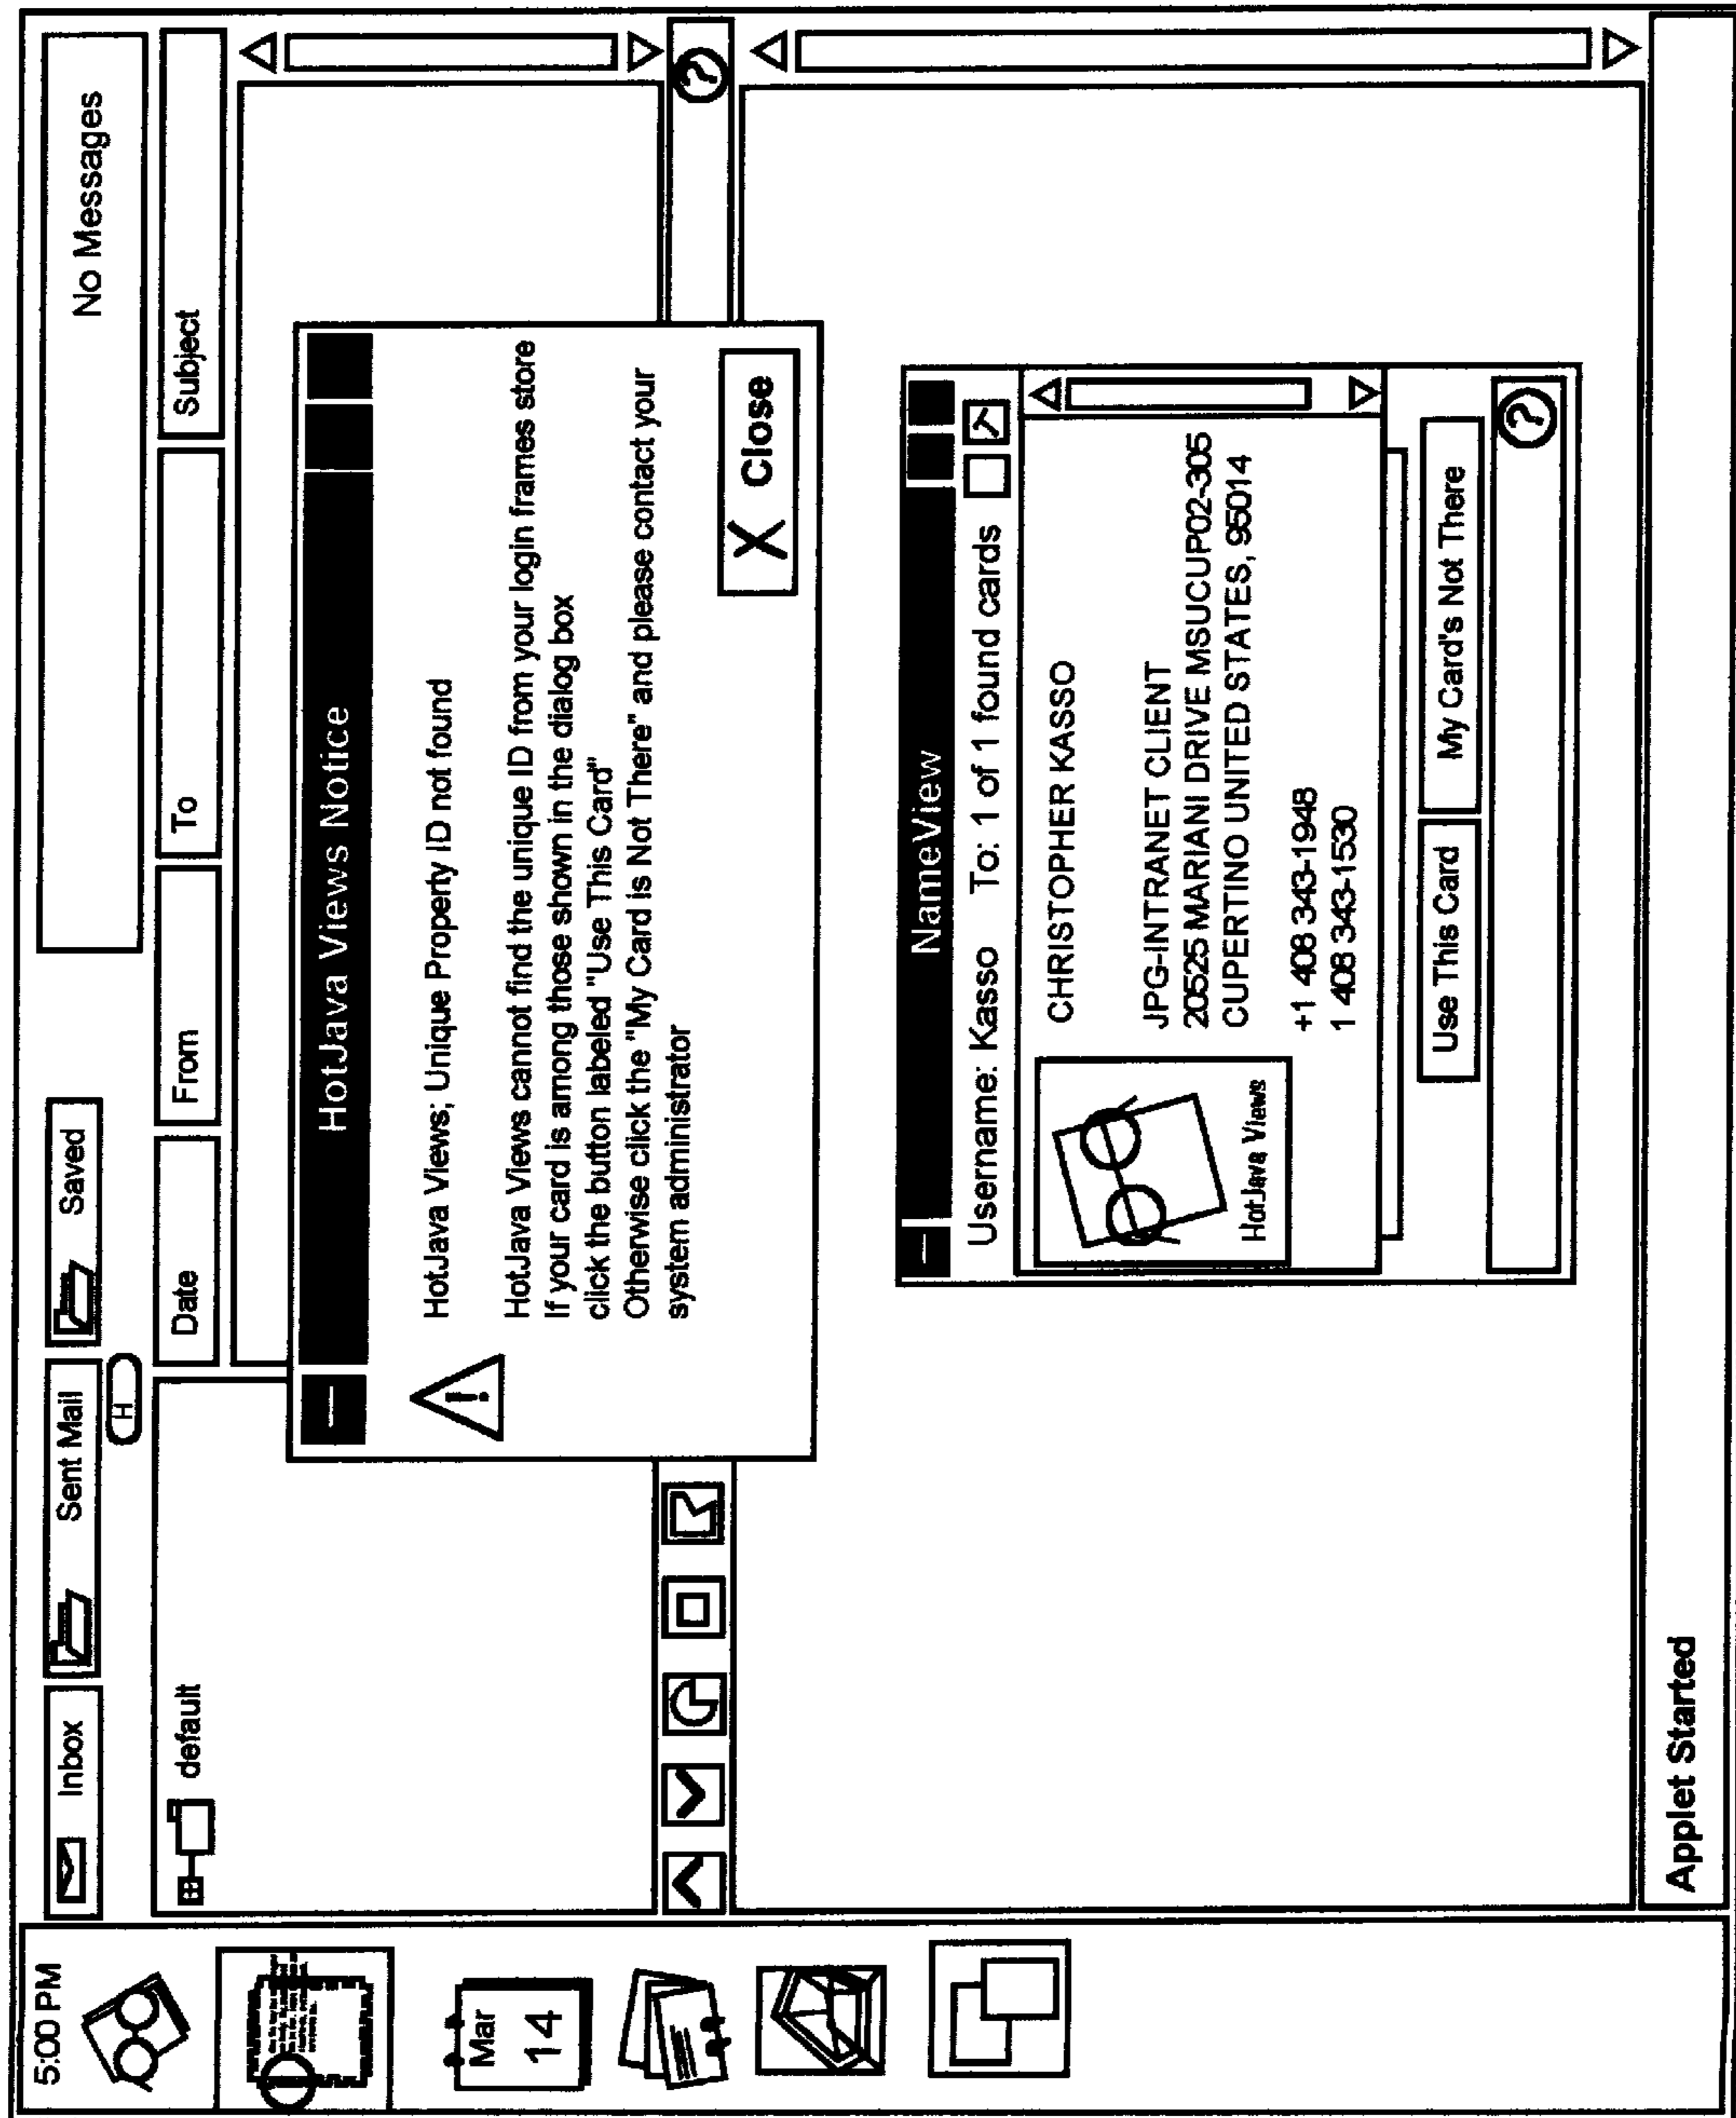 5:00 PM
Mar
14
Inbox
Sent Mail
Saved
No Messages
H
default
Date
From
To
Subject
HotJava Views Notice
HotJava Views; Unique Property ID not found
HotJava Views cannot find the unique ID from your login frames store
If your card is among those shown in the dialog box
click the button labeled "Use This Card"
Otherwise click the "My Card is Not There" and please contact your
system administrator
X Close
?
NameView
Username: Kasso To: 1 of 1 found cards
HotJava Views
CHRISTOPHER KASSO
JPG-INTRANET CLIENT
20525 MARIANI DRIVE MSUCUP02-305
CUPERTINO UNITED STATES, 95014
+1 408 343-1948
1 408 343-1530
Use This Card
My Card's Not There
?
Applet Started